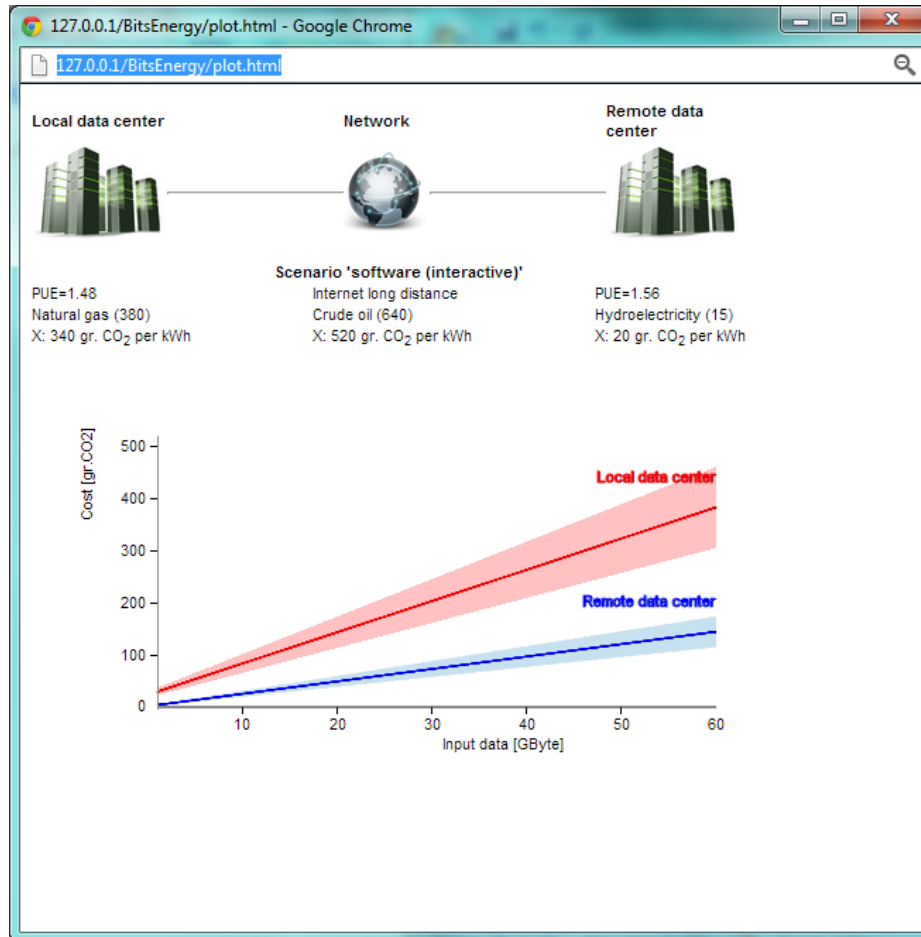 127.0.0.1/BitsEnergy/plot.html - Google Chrome
127.0.0.1/BitsEnergy/plot.html
Local data center
Network
Remote data
center
Scenario 'software (interactive)'
PUE=1.48
Internet long distance
PUE=1.56
Natural gas (380)
Crude oil (640)
Hydroelectricity (15)
X: 340 gr. CO2 per kWh
X: 520 gr. CO2 per kWh
X: 20 gr. CO2 per kWh
Cost [gr.CO2]
500
400
300
200
100
0
Local data center
Remote data center
10 20 30 40 50 60
Input data [GByte]